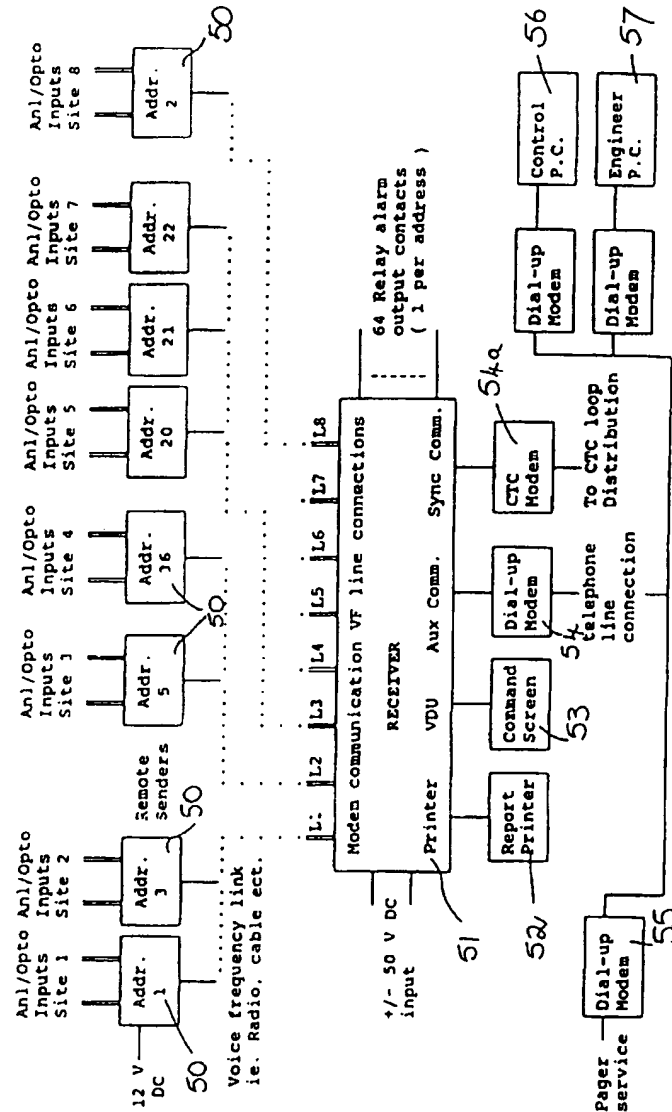 Anl/Opto
Inputs
Site 1
Anl/Opto
Inputs
Site 2
Anl/Opto
Inputs
Site 3
Anl/Opto
Inputs
Site 4
Anl/Opto
Inputs
Site 5
Anl/Opto
Inputs
Site 6
Anl/Opto
Inputs
Site 7
Anl/Opto
Inputs
Site 8
12 V
DC
Addr.
1
Addr.
3
Remote
Senders
Addr.
5
Addr.
36
Addr.
20
Addr.
21
Addr.
22
Addr.
2
50
50
50
50
Voice frequency link
ie. Radio, cable ect.
L1 L2 L3 L4 L5 L6 L7 L8
Modem communication VF line connections
RECEIVER
Printer VDU Aux Comm. Sync Comm.
+/- 50 V DC
input
64 Relay alarm
output contacts
( 1 per address )
51
Report
Printer
52
Command
Screen
53
Dial-up
Modem
54
telephone
line
connection
CTC
Modem
54a
To CTC loop
Distribution
Pager
service
Dial-up
Modem
55
Dial-up
Modem
Control
P.C.
56
Dial-up
Modem
Engineer
P.C.
57